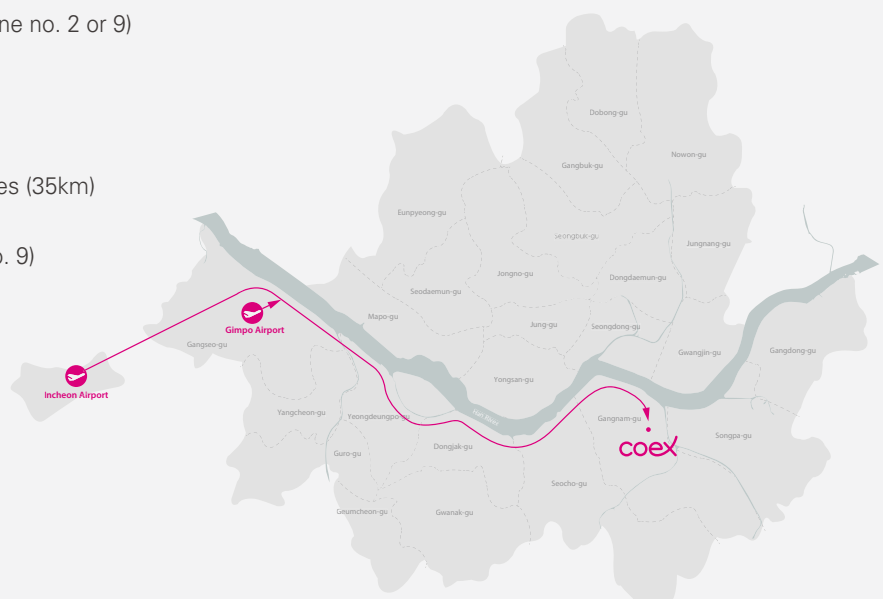 ne no. 2 or 9)
es (35km)
o. 9)
Dobong-gu
Nowon-gu
Gangbuk-gu
Eunpyeong-gu
Seongbuk-gu
Jungnang-gu
Jongno-gu
Dongdaemun-gu
Seodaemun-gu
Mapo-gu
Jung-gu
Seongdong-gu
Gimpo Airport
Gangseo-gu
Gwangjin-gu
Gangdong-gu
Yongsan-gu
Incheon Airport
Yangcheon-gu
Yeongdeungpo-gu
Han River
Gangnam-gu
Songpa-gu
Dongjak-gu
coex
Guro-gu
Seocho-gu
Geumcheon-gu
Gwanak-gu